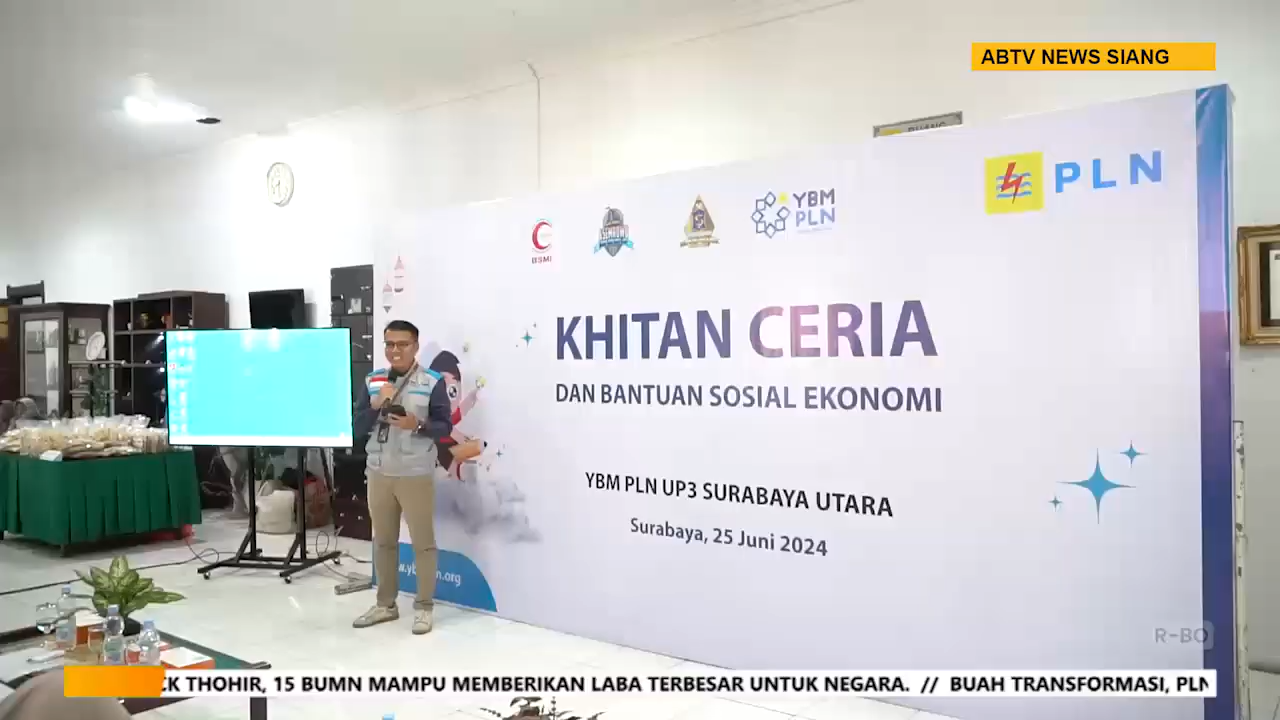 ABTV NEWS SIANG
PLN
YBM
PLN
BSMI
KHITAN CERIA
DAN BANTUAN SOSIAL EKONOMI
YBM PLN UP3 SURABAYA UTARA
Surabaya, 25 Juni 2024
R-BO
THOHIR, 15 BUMN MAMPU MEMBERIKAN LABA TERBESAR UNTUK NEGARA. // BUAH TRANSFORMASI, PLN